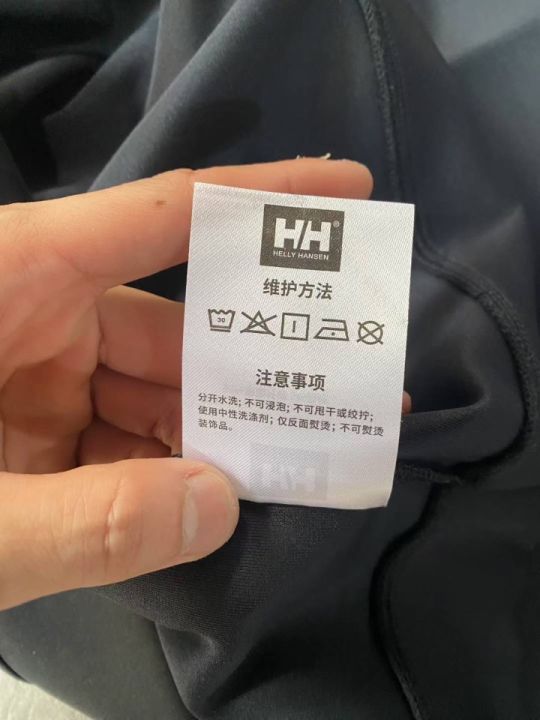 HH®
HELLY HANSEN
维护方法
30
注意事项
分开水洗; 不可浸泡; 不可甩干或绞拧;
使用中性洗涤剂; 仅反面熨烫; 不可熨烫
装饰品。